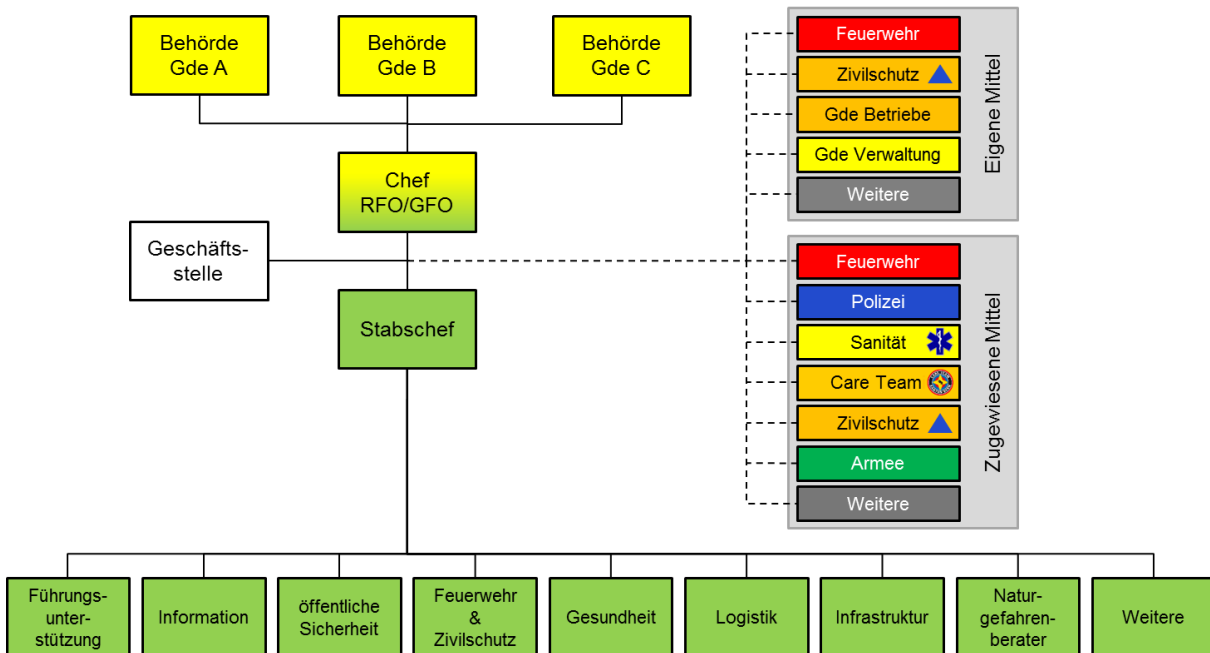 Behörde
Gde A
Behörde
Gde B
Behörde
Gde C
Chef
RFO/GFO
Geschäfts-
stelle
Stabschef
Feuerwehr
Zivilschutz
Gde Betriebe
Gde Verwaltung
Weitere
Eigene Mittel
Feuerwehr
Polizei
Sanität
Care Team
Zivilschutz
Armee
Weitere
Zugewiesene Mittel
Führungs-
unter-
stützung
Information
öffentliche
Sicherheit
Feuerwehr
&
Zivilschutz
Gesundheit
Logistik
Infrastruktur
Natur-
gefahren-
berater
Weitere